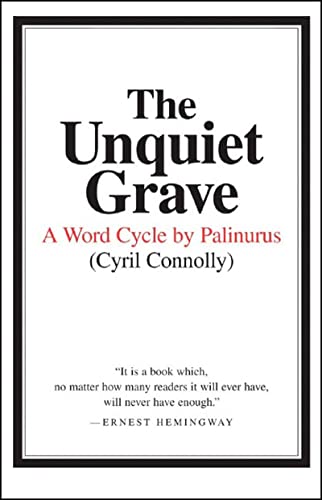 The
Unquiet
Grave
A Word Cycle by Palinurus
(Cyril Connolly)
“It is a book which,
no matter how many readers it will ever have,
will never have enough.”
—ERNEST HEMINGWAY